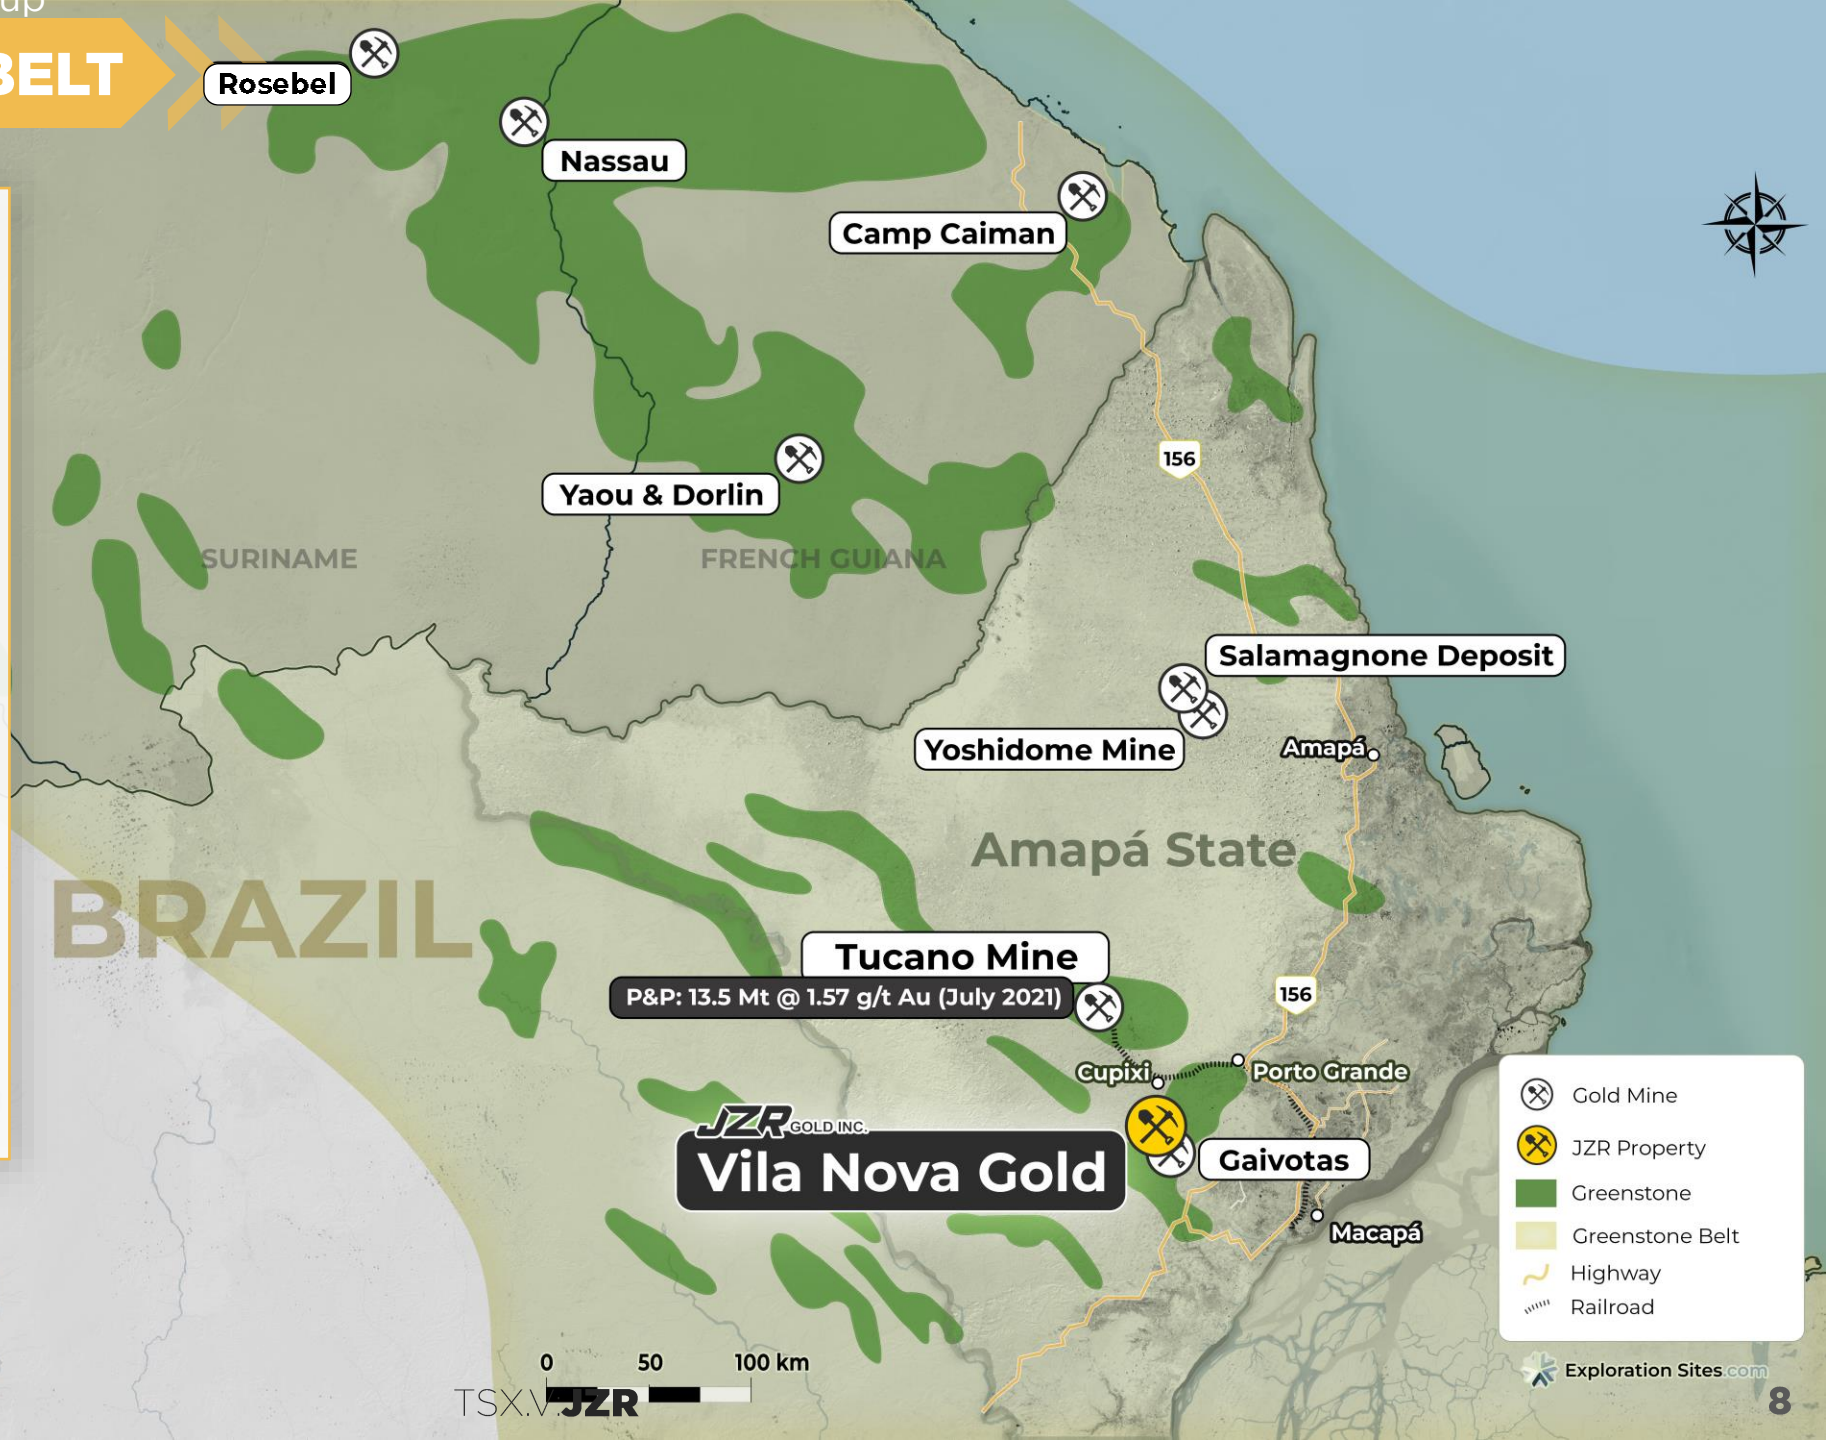 up
BELT
Rosebel
Nassau
Camp Caiman
156
Yaou & Dorlin
SURINAME
FRENCH GUIANA
Salamagnone Deposit
Yoshidome Mine
Amapá
Amapá State
BRAZIL
Tucano Mine
P&P: 13.5 Mt @ 1.57 g/t Au (July 2021)
156
Cupixi
Porto Grande
JZR GOLD INC.
Vila Nova Gold
Gaivotas
Macapá
Gold Mine
JZR Property
Greenstone
Greenstone Belt
Highway
Railroad
0 50 100 km
Exploration Sites.com
TSX.V:JZR
8